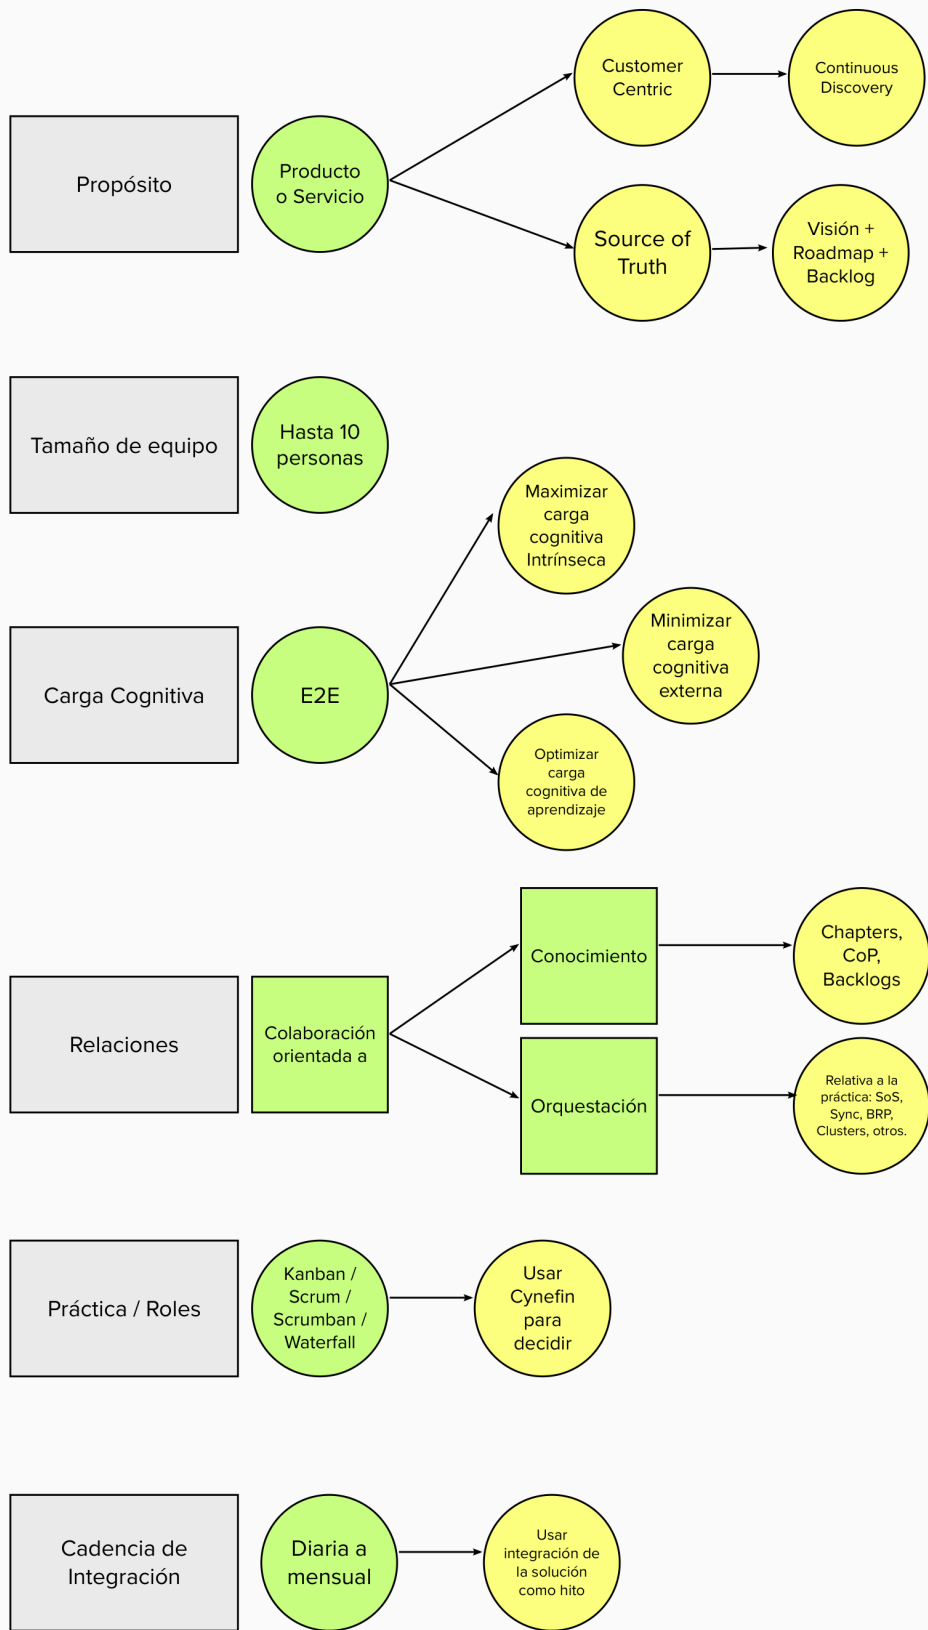 Customer
Centric
Continuous
Discovery
Propósito
Producto
o Servicio
Source of
Truth
Visión +
Roadmap +
Backlog
Tamaño de equipo
Hasta 10
personas
Maximizar
carga
cognitiva
Intrínseca
Minimizar
carga
cognitiva
externa
Carga Cognitiva
E2E
Optimizar
carga
cognitiva de
aprendizaje
Conocimiento
Chapters,
CoP,
Backlogs
Relaciones
Colaboración
orientada a
Orquestación
Relativa a la
práctica: SoS,
Sync, BRP,
Clusters, otros.
Práctica / Roles
Kanban /
Scrum /
Scrumban /
Waterfall
Usar
Cynefin
para
decidir
Cadencia de
Integración
Diaria a
mensual
Usar
integración de
la solución
como hito